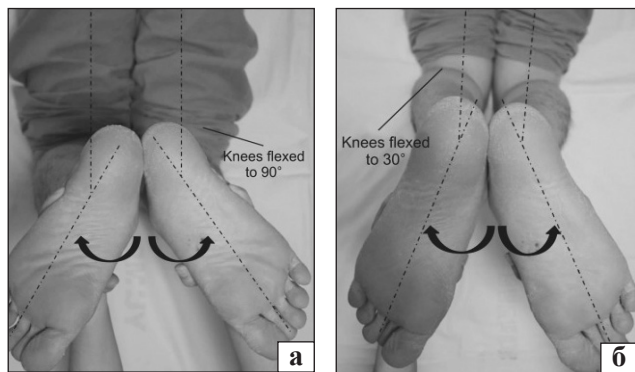 Knees flexed
to 90°
а
Knees flexed
to 30°
б